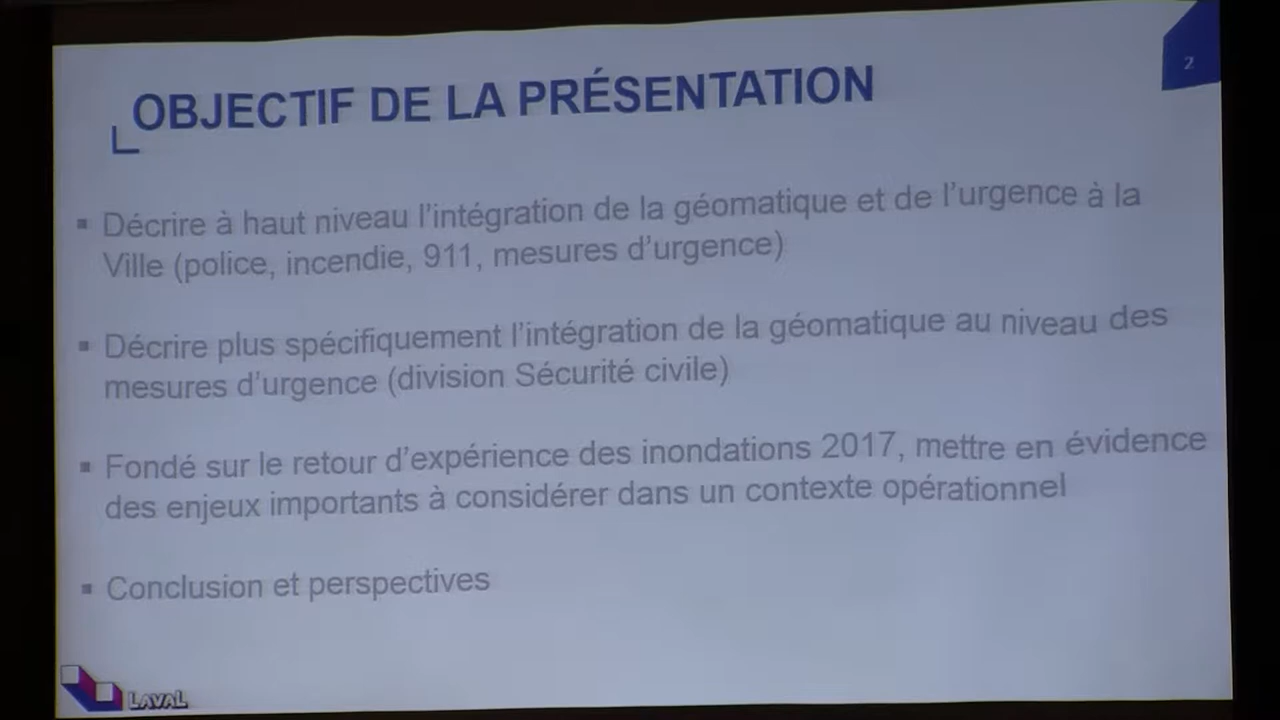 2
OBJECTIF DE LA PRÉSENTATION
▪ Décrire à haut niveau l'intégration de la géomatique et de l'urgence à la
Ville (police, incendie, 911, mesures d'urgence)
▪ Décrire plus spécifiquement l'intégration de la géomatique au niveau des
mesures d'urgence (division Sécurité civile)
▪ Fondé sur le retour d'expérience des inondations 2017, mettre en évidence
des enjeux importants à considérer dans un contexte opérationnel
▪ Conclusion et perspectives
LAVAL